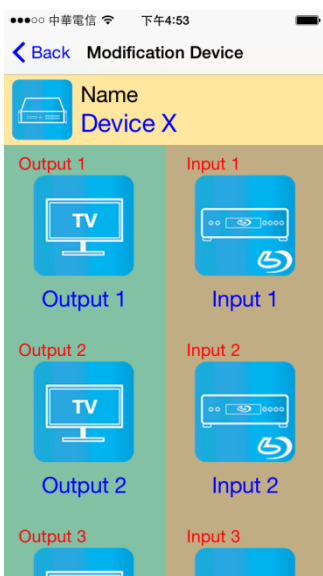 中華電信 下午4:53
Back Modification Device
Name
Device X
Output 1 Input 1
TV
Output 1 Input 1
Output 2 Input 2
TV
Output 2 Input 2
Output 3 Input 3